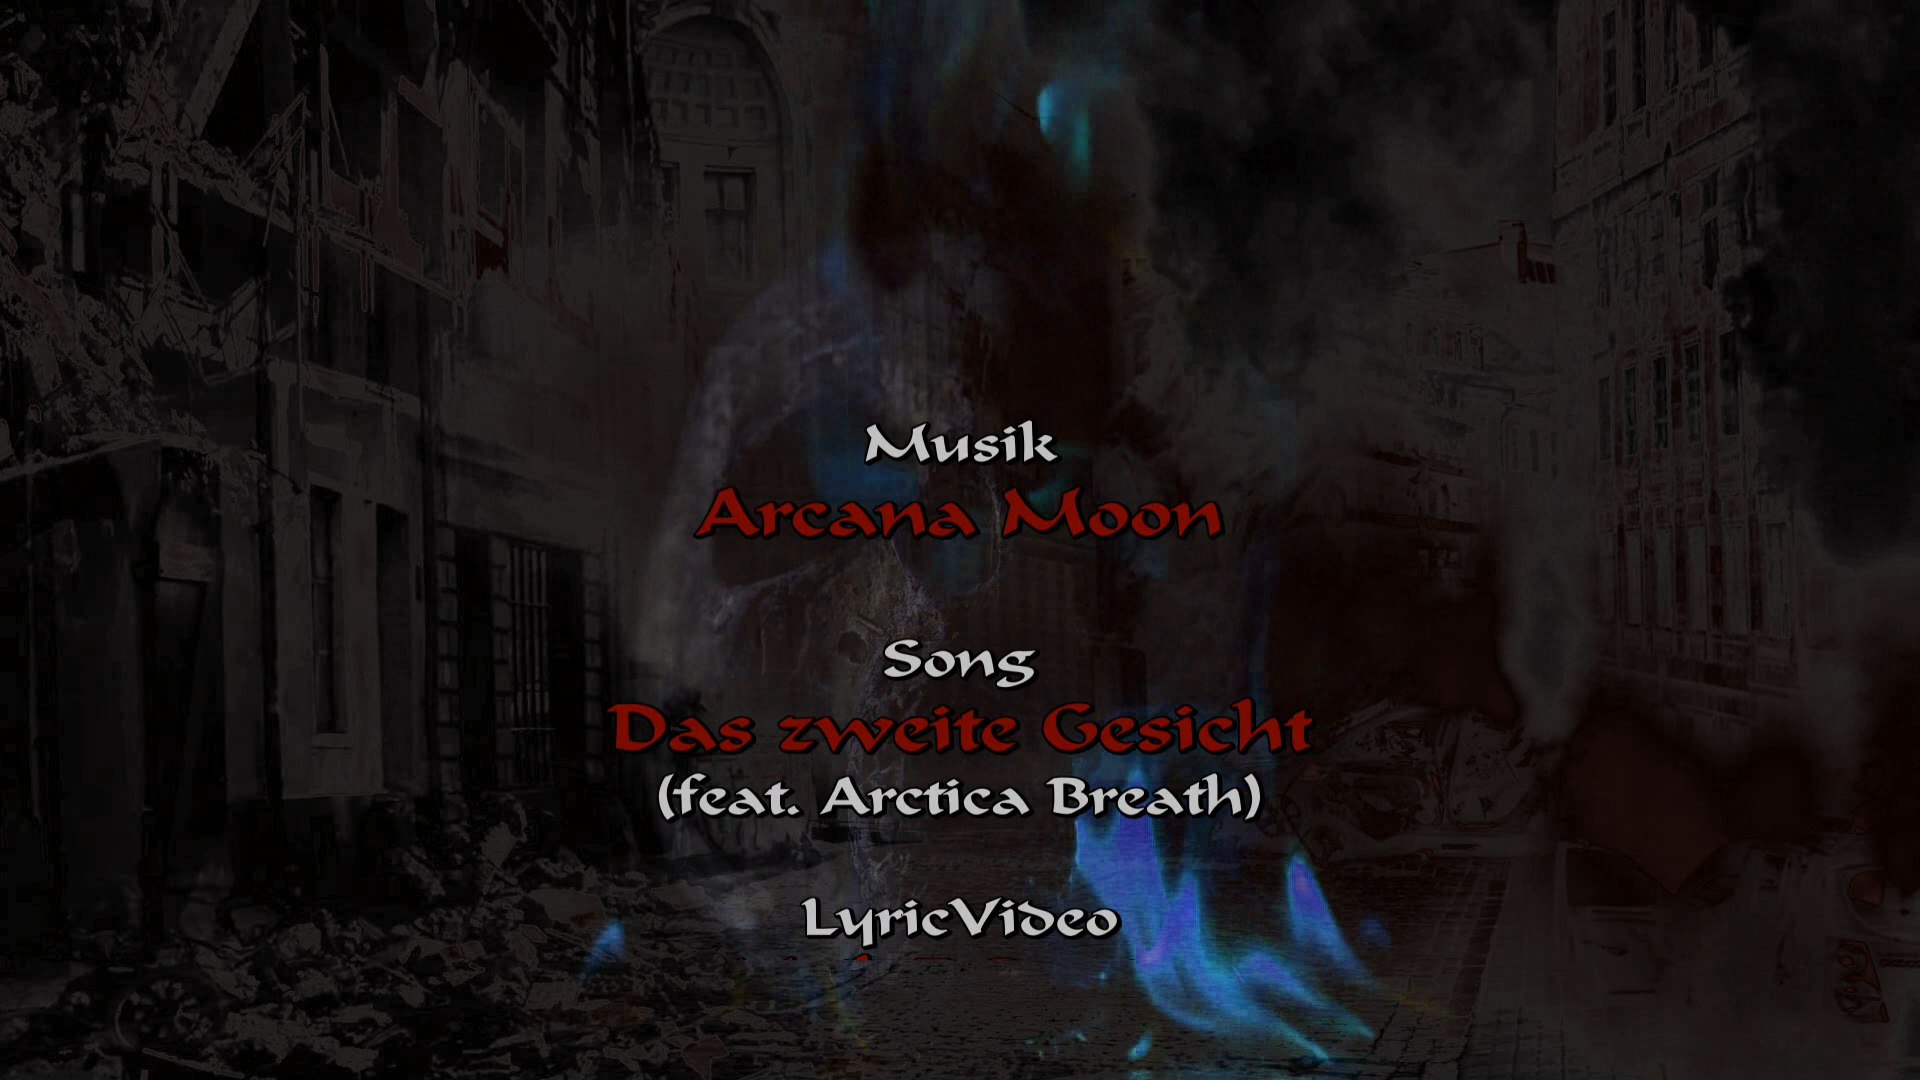 Musik
Arcana Moon
Song
Das zweite Gesicht
(feat. Arctica Breath)
LyricVideo